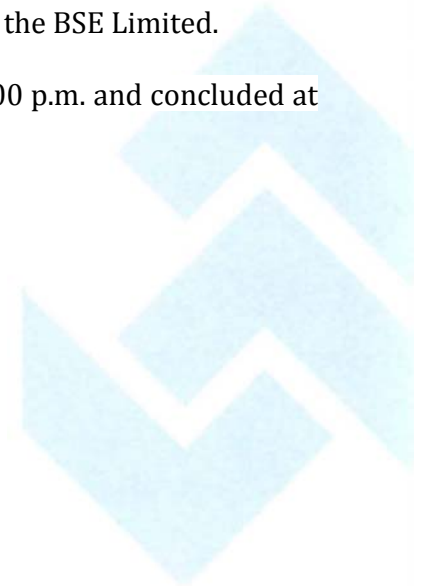 the BSE Limited.
00 p.m. and concluded at